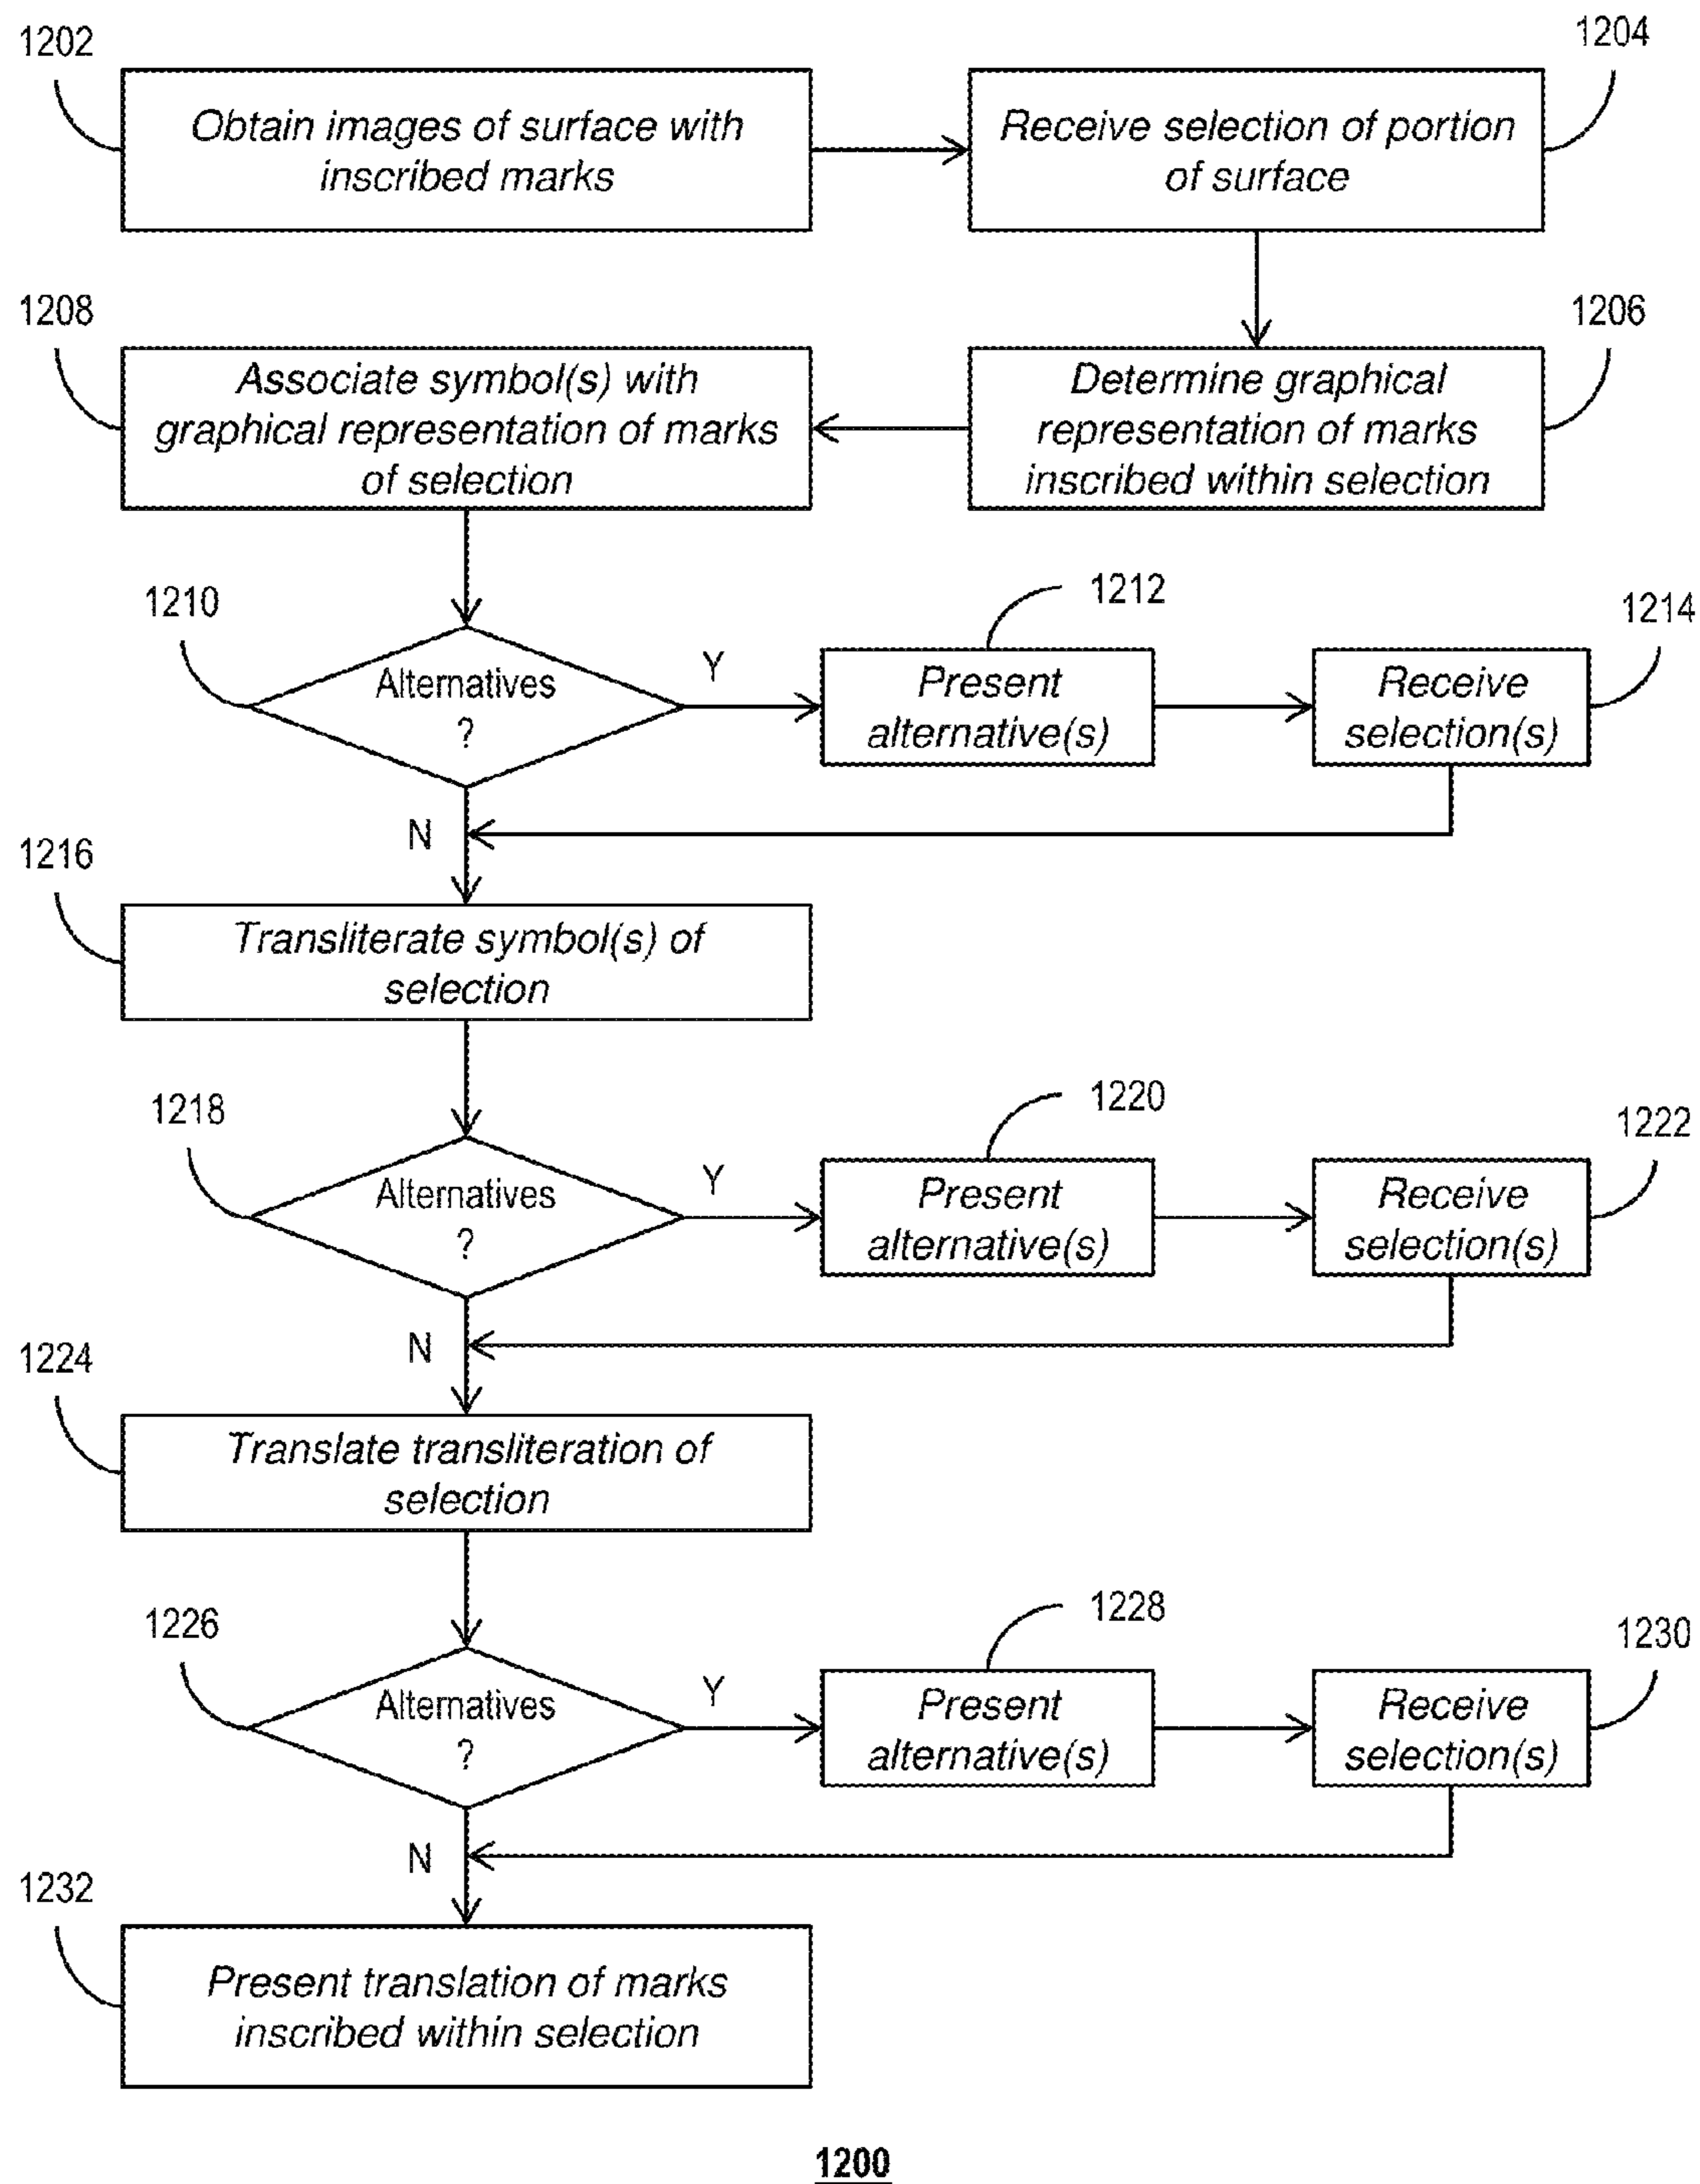 1202
Obtain images of surface with
inscribed marks
1204
Receive selection of portion
of surface
1208
Associate symbol(s) with
graphical representation of marks
of selection
1206
Determine graphical
representation of marks
inscribed within selection
1210
Alternatives
?
Y
1212
Present
alternative(s)
1214
Receive
selection(s)
N
1216
Transliterate symbol(s) of
selection
1218
Alternatives
?
Y
1220
Present
alternative(s)
1222
Receive
selection(s)
N
1224
Translate transliteration of
selection
1226
Alternatives
?
Y
1228
Present
alternative(s)
1230
Receive
selection(s)
N
1232
Present translation of marks
inscribed within selection
1200